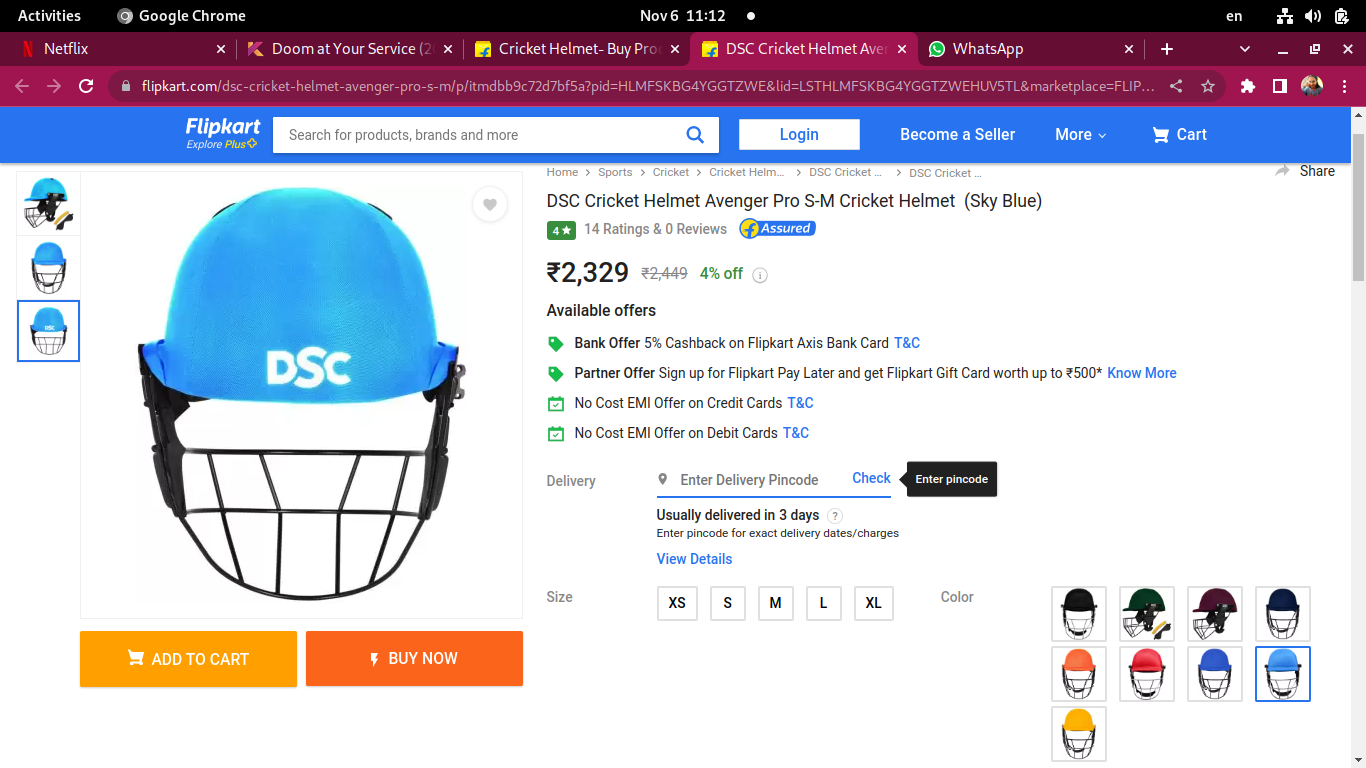 Activities
Google Chrome
Nov 6 11:12
en
Netflix
Doom at Your Service (2
Cricket Helmet- Buy Pro
DSC Cricket Helmet Aven
WhatsApp
flipkart.com/dsc-cricket-helmet-avenger-pro-s-m/p/itmdbb9c72d7bf5a?pid=HLMFSKBG4YGGTZWE&lid=LSTHLMFSKBG4YGGTZWEHUV5TL&marketplace=FLIP...
Flipkart
Explore Plus
Search for products, brands and more
Login
Become a Seller
More
Cart
Home > Sports > Cricket > Cricket Helm... > DSC Cricket ... > DSC Cricket ...
Share
DSC Cricket Helmet Avenger Pro S-M Cricket Helmet (Sky Blue)
4 ★ 14 Ratings & 0 Reviews Assured
₹2,329 ₹2,449 4% off
Available offers
Bank Offer 5% Cashback on Flipkart Axis Bank Card T&C
Partner Offer Sign up for Flipkart Pay Later and get Flipkart Gift Card worth up to ₹500* Know More
No Cost EMI Offer on Credit Cards T&C
No Cost EMI Offer on Debit Cards T&C
Delivery
Enter Delivery Pincode
Check
Enter pincode
Usually delivered in 3 days ?
Enter pincode for exact delivery dates/charges
View Details
Size
XS S M L XL
Color
DSC
DSC
ADD TO CART
BUY NOW